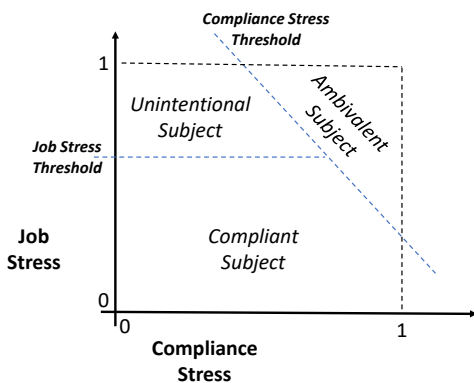 Compliance Stress
Threshold
1
Unintentional
Subject
Ambivalent
Subject
Job Stress
Threshold
Job
Stress
Compliant
Subject
0
0
1
Compliance
Stress